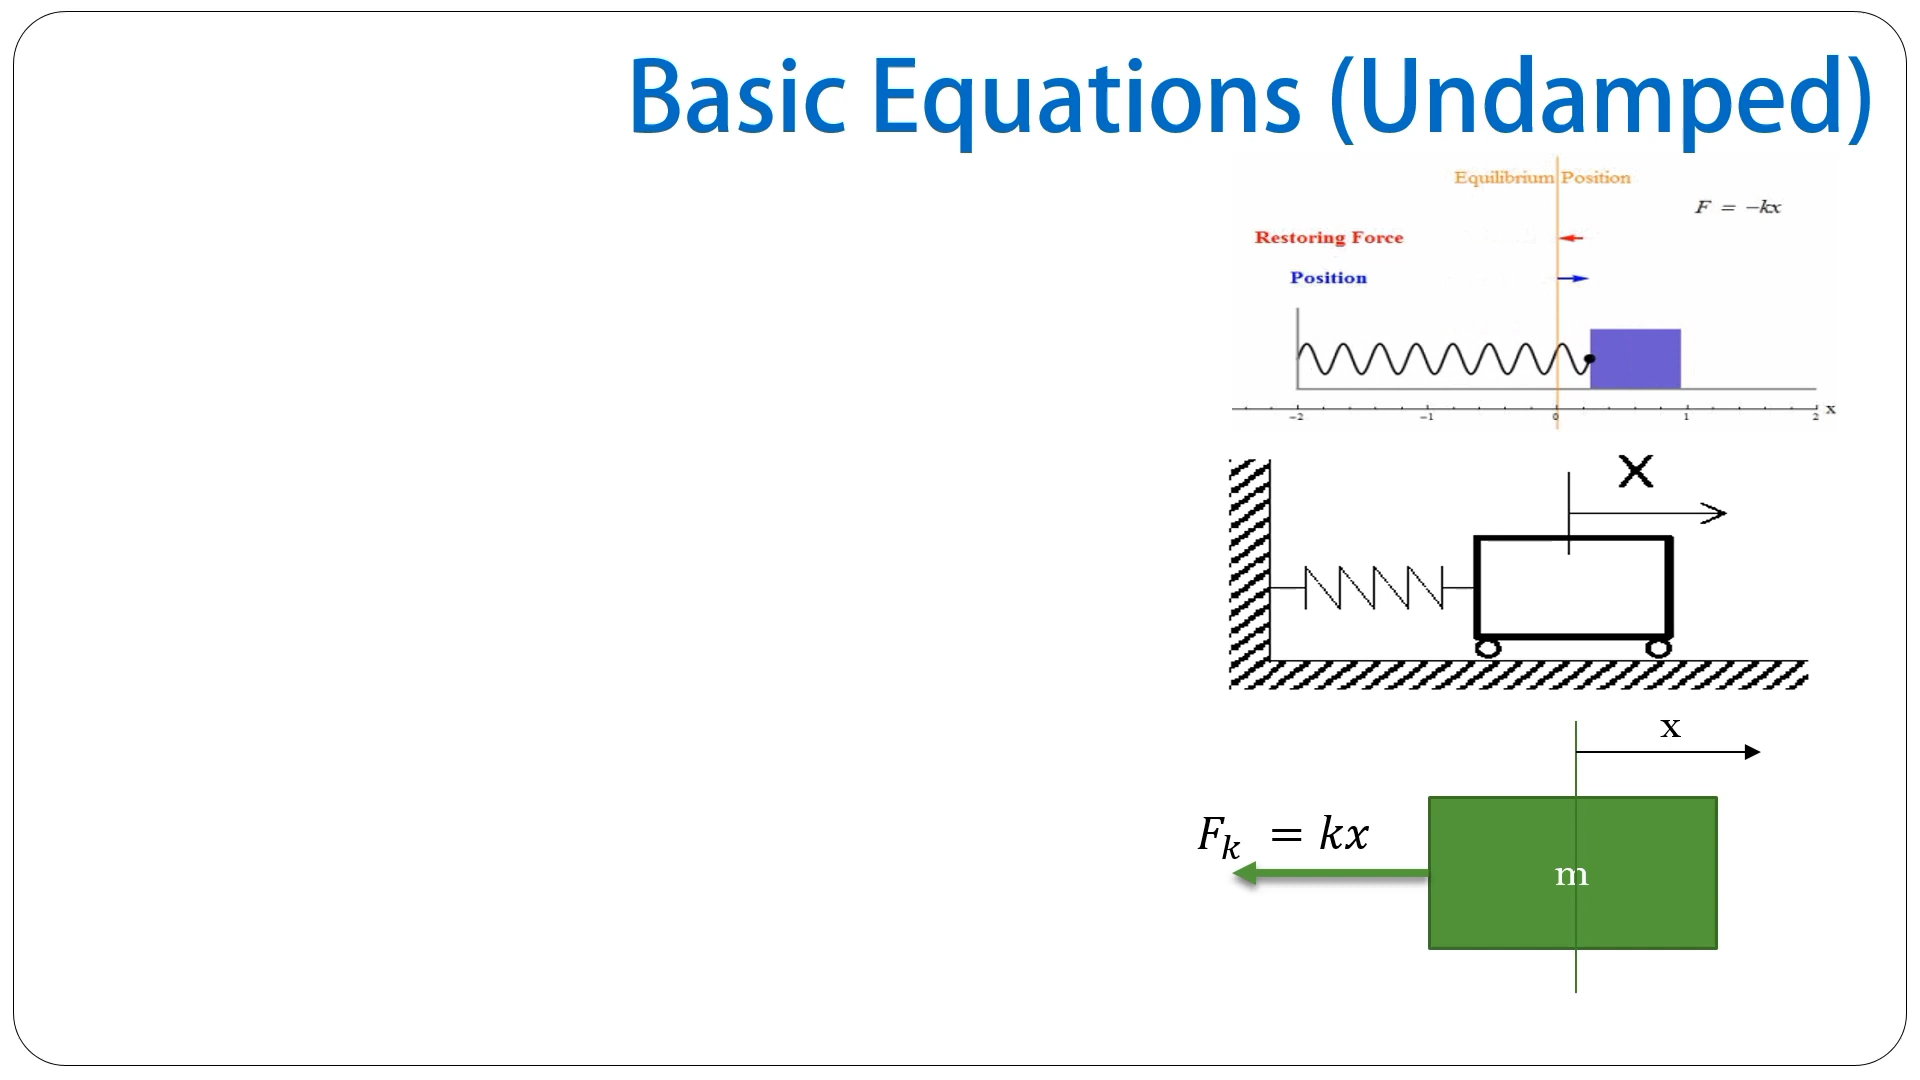 Basic Equations (Undamped)
Equilibrium Position
F = −kx
Restoring Force
Position
-2 -1 0 1 2 x
X
x
F_k = kx
m